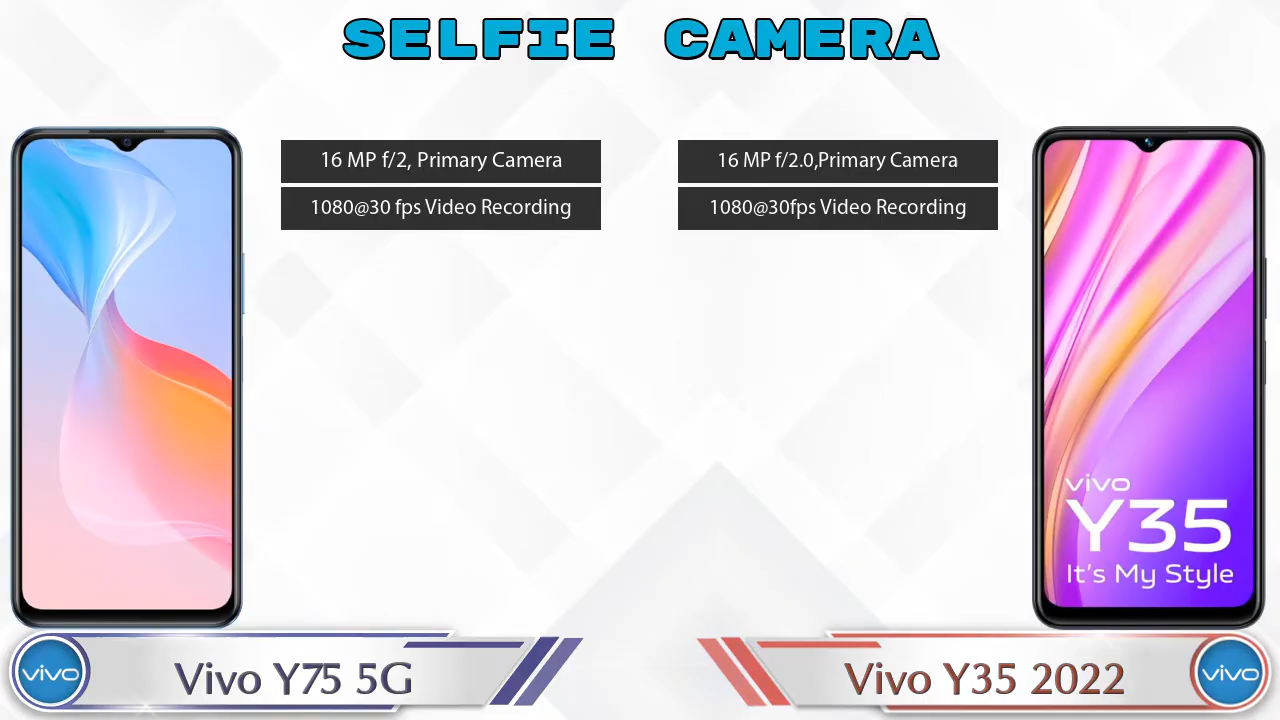 SELFIE CAMERA
16 MP f/2, Primary Camera
1080@30 fps Video Recording
16 MP f/2.0,Primary Camera
1080@30fps Video Recording
vivo
Y35
It's My Style
vivo
Vivo Y75 5G
Vivo Y35 2022
vivo